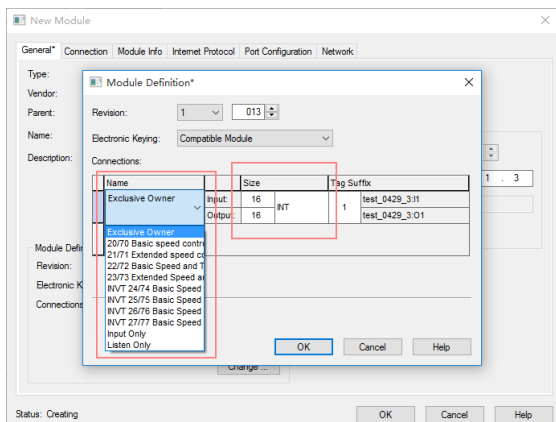 New Module
General* Connection Module Info Internet Protocol Port Configuration Network
Type:
Vendor:
Parent:
Name:
Description:
1 . 3
Module Defin
Revision:
Electronic K
Connections
Change ...
Status: Creating
OK Cancel Help
Module Definition*
Revision: 1 013
Electronic Keying: Compatible Module
Connections:
Name Size Tag Suffix
Exclusive Owner Input: 16 INT 1 test_0429_3:I1
Output: 16 test_0429_3:O1
Exclusive Owner
20/70 Basic speed contro
21/71 Extended speed co
22/72 Basic Speed and T
23/73 Extended Speed a
INVT 24/74 Basic Speed
INVT 25/75 Basic Speed
INVT 26/76 Basic Speed
INVT 27/77 Basic Speed
Input Only
Listen Only
OK Cancel Help